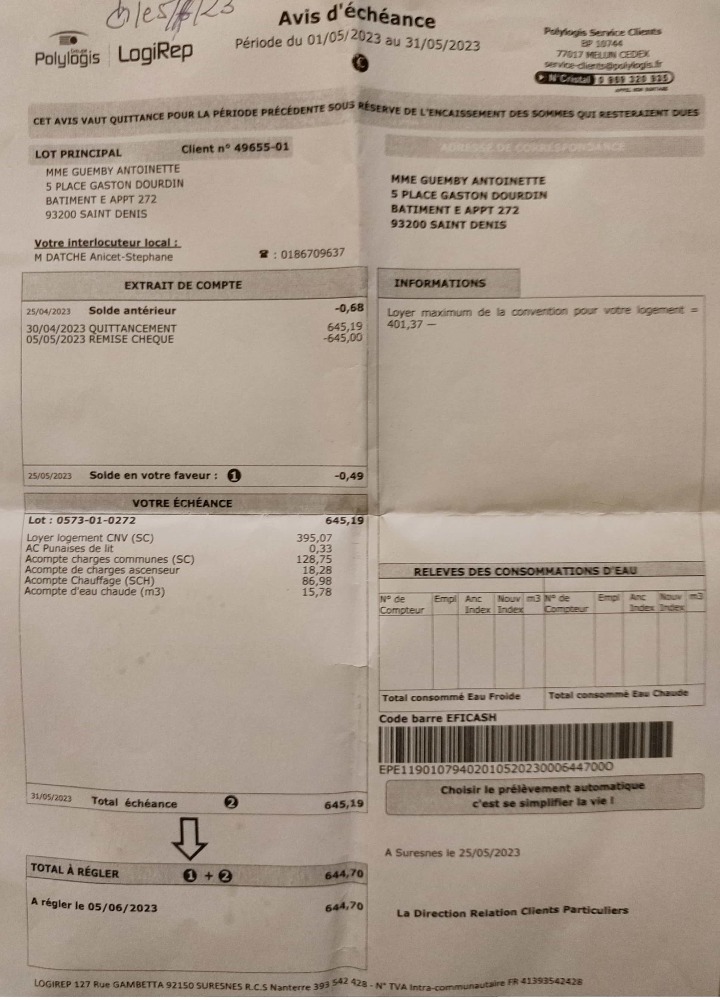 Avis d'échéance
Période du 01/05/2023 au 31/05/2023
GROUPE
Polylogis | LogiRep
Polylogis Service Clients
BP 10744
77017 MELUN CEDEX
service-clients@polylogis.fr
N°Cristal 0 969 320 935
APPEL NON SURTAXE
CET AVIS VAUT QUITTANCE POUR LA PÉRIODE PRÉCÉDENTE SOUS RÉSERVE DE L'ENCAISSEMENT DES SOMMES QUI RESTERAIENT DUES
LOT PRINCIPAL Client n° 49655-01
MME GUEMBY ANTOINETTE
5 PLACE GASTON DOURDIN
BATIMENT E APPT 272
93200 SAINT DENIS
Votre interlocuteur local :
M DATCHE Anicet-Stephane ☎ : 0186709637
ADRESSE DE CORRESPONDANCE
MME GUEMBY ANTOINETTE
5 PLACE GASTON DOURDIN
BATIMENT E APPT 272
93200 SAINT DENIS
EXTRAIT DE COMPTE
25/04/2023 Solde antérieur -0,68
30/04/2023 QUITTANCEMENT 645,19
05/05/2023 REMISE CHEQUE -645,00
25/05/2023 Solde en votre faveur : 1 -0,49
INFORMATIONS
Loyer maximum de la convention pour votre logement =
401,37 —
VOTRE ÉCHÉANCE
Lot : 0573-01-0272 645,19
Loyer logement CNV (SC) 395,07
AC Punaises de lit 0,33
Acompte charges communes (SC) 128,75
Acompte de charges ascenseur 18,28
Acompte Chauffage (SCH) 86,98
Acompte d'eau chaude (m3) 15,78
31/05/2023 Total échéance 2 645,19
TOTAL À RÉGLER 1 + 2 644,70
A régler le 05/06/2023 644,70
RELEVES DES CONSOMMATIONS D'EAU
N° de Empl Anc Nouv m3 N° de Empl Anc Nouv m3
Compteur Index Index Compteur Index Index
Total consommé Eau Froide Total consommé Eau Chaude
Code barre EFICASH
EPE11901079402010520230006447000
Choisir le prélèvement automatique
c'est se simplifier la vie !
A Suresnes le 25/05/2023
La Direction Relation Clients Particuliers
LOGIREP 127 Rue GAMBETTA 92150 SURESNES R.C.S Nanterre 393 542 428 - N° TVA Intra-communautaire FR 41393542428